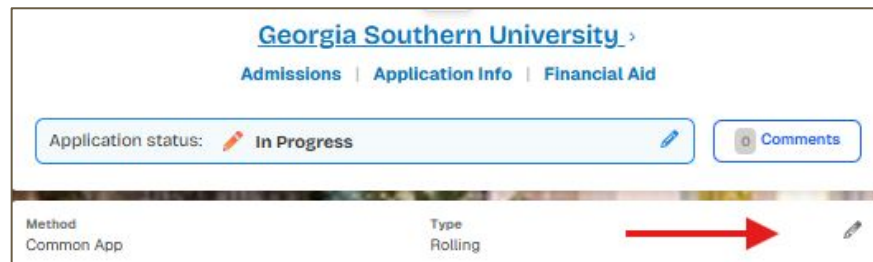 Georgia Southern University ›
Admissions | Application Info | Financial Aid
Application status: In Progress
0 Comments
Method
Type
Common App
Rolling